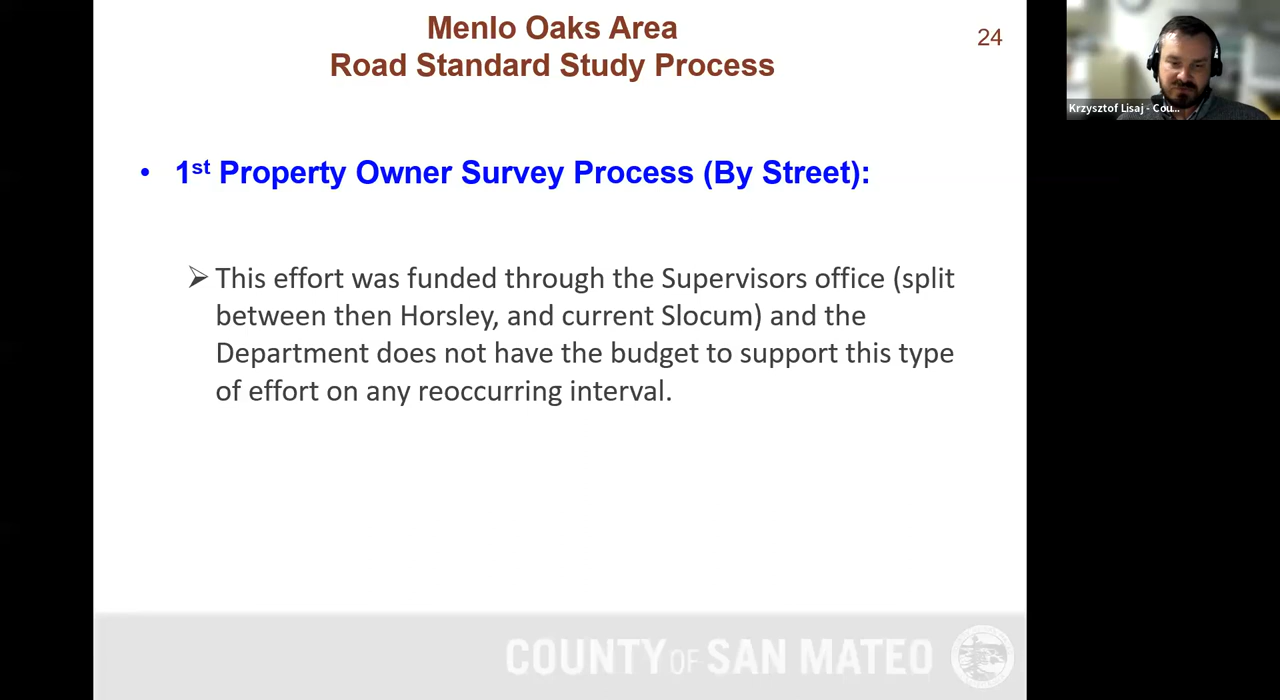 Menlo Oaks Area
Road Standard Study Process
24
Krzysztof Lisaj - Cou...
• 1st Property Owner Survey Process (By Street):
➢ This effort was funded through the Supervisors office (split
between then Horsley, and current Slocum) and the
Department does not have the budget to support this type
of effort on any reoccurring interval.
COUNTY OF SAN MATEO